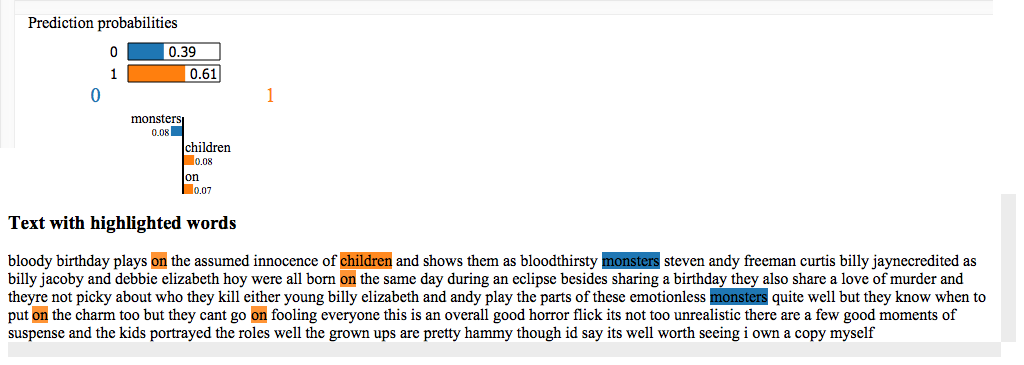 Prediction probabilities
0 0.39
1 0.61
0 1
monsters
0.08
children
0.08
on
0.07
Text with highlighted words
bloody birthday plays on the assumed innocence of children and shows them as bloodthirsty monsters steven andy freeman curtis billy jaynecredited as
billy jacoby and debbie elizabeth hoy were all born on the same day during an eclipse besides sharing a birthday they also share a love of murder and
theyre not picky about who they kill either young billy elizabeth and andy play the parts of these emotionless monsters quite well but they know when to
put on the charm too but they cant go on fooling everyone this is an overall good horror flick its not too unrealistic there are a few good moments of
suspense and the kids portrayed the roles well the grown ups are pretty hammy though id say its well worth seeing i own a copy myself